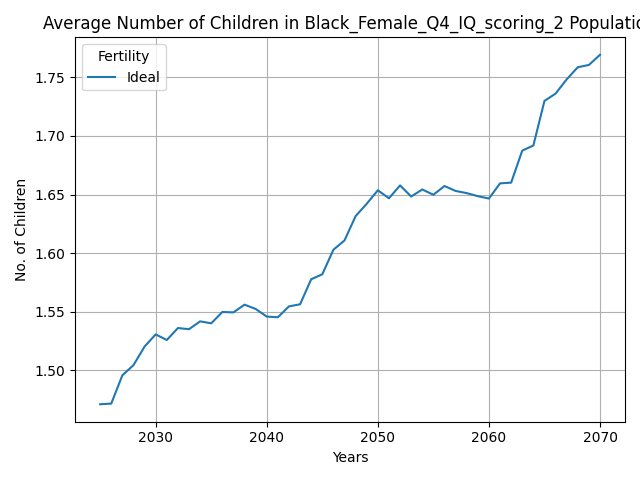 Average Number of Children in Black_Female_Q4_IQ_scoring_2 Populatio
Fertility
Ideal
No. of Children
1.75
1.70
1.65
1.60
1.55
1.50
2030 2040 2050 2060 2070
Years